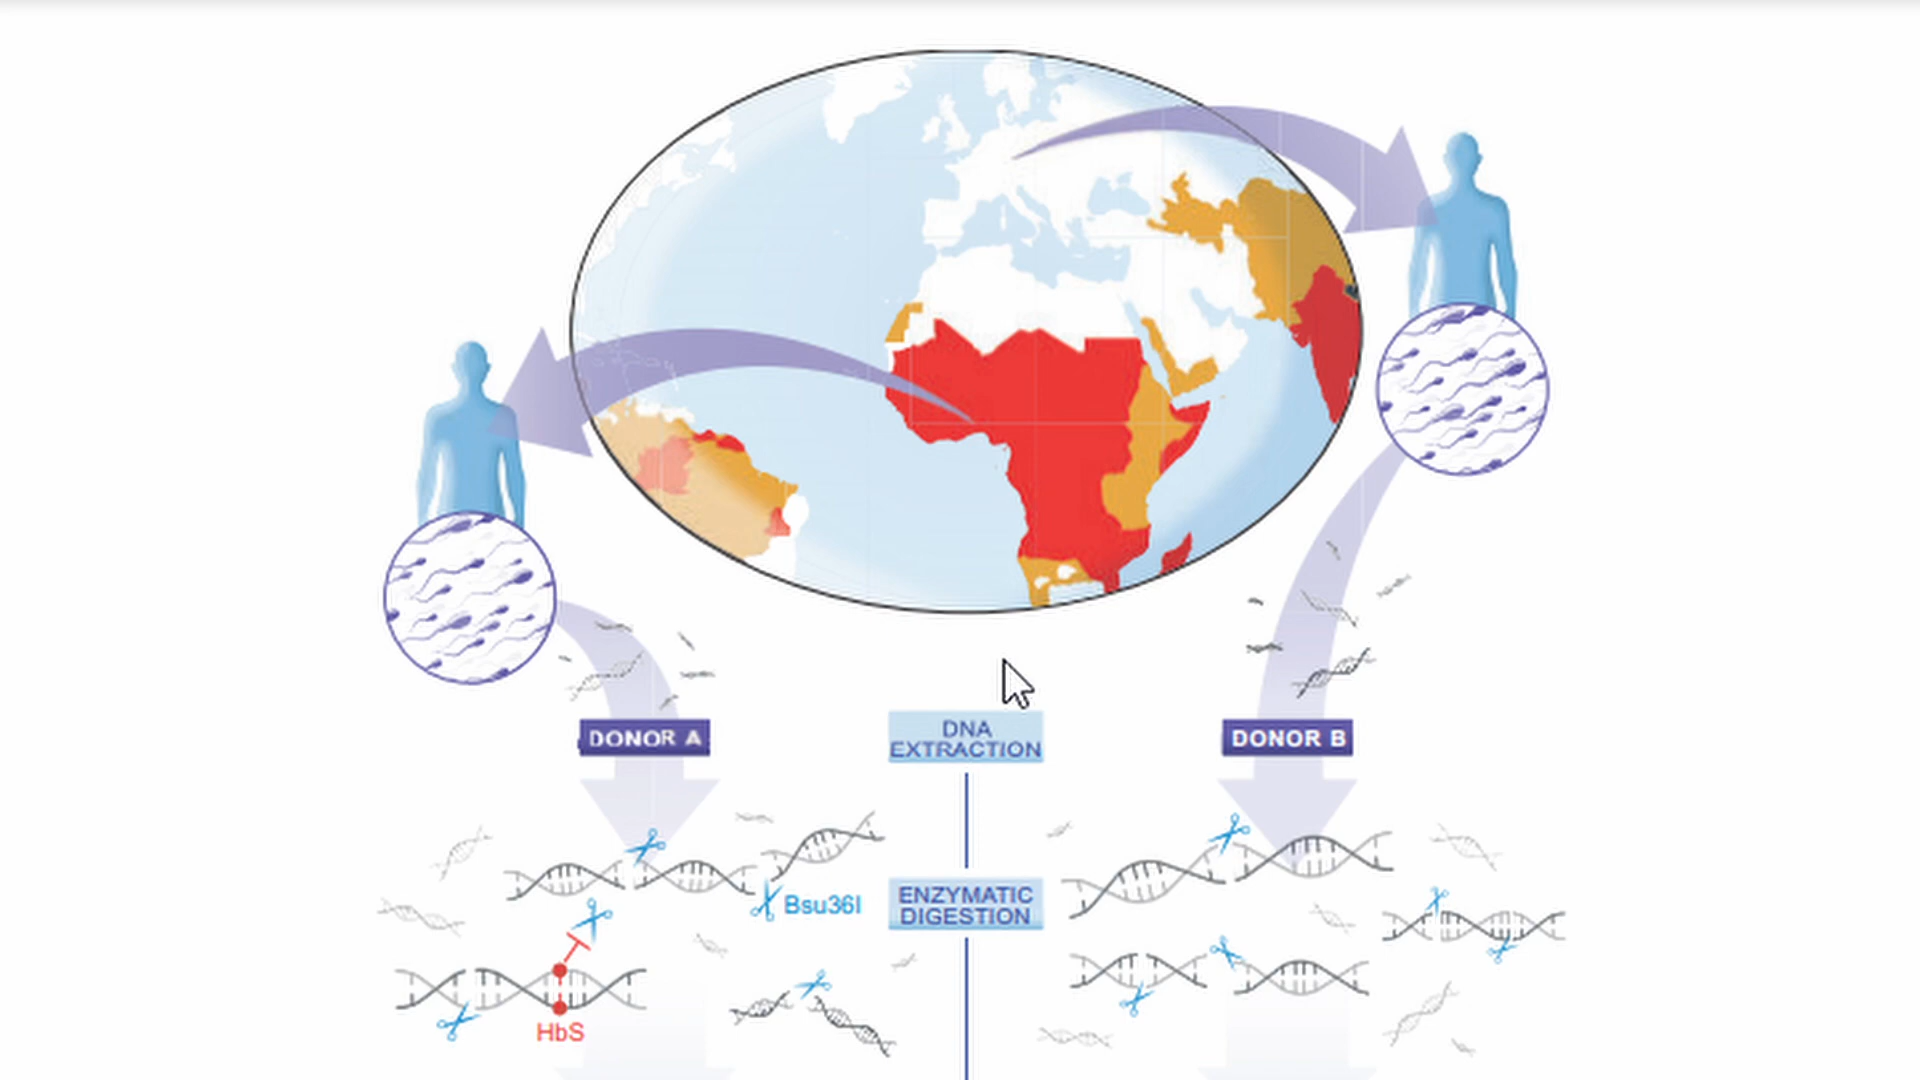 DONOR A
DNA
EXTRACTION
DONOR B
Bsu36I
ENZYMATIC
DIGESTION
HbS